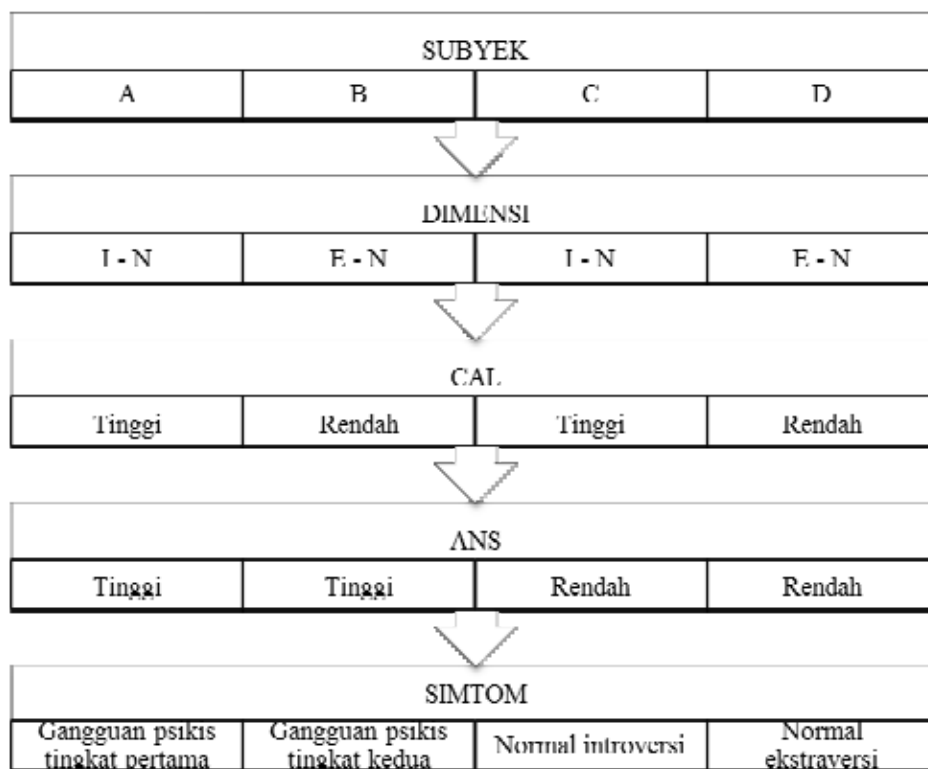 SUBYEK
A B C D
DIMENSI
I - N E - N I - N E - N
CAL
Tinggi Rendah Tinggi Rendah
ANS
Tinggi Tinggi Rendah Rendah
SIMTOM
Gangguan psikis tingkat pertama Gangguan psikis tingkat kedua Normal introversi Normal ekstraversi